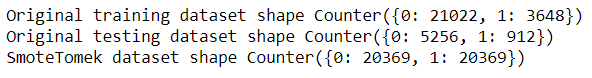 Original training dataset shape Counter({0: 21022, 1: 3648})
Original testing dataset shape Counter({0: 5256, 1: 912})
SmoteTomek dataset shape Counter({0: 20369, 1: 20369})